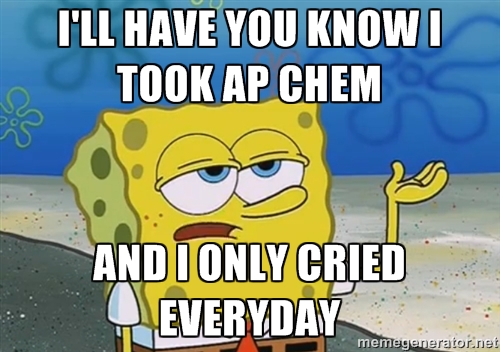 I'LL HAVE YOU KNOW I
TOOK AP CHEM
AND I ONLY CRIED
EVERYDAY
memegenerator.net